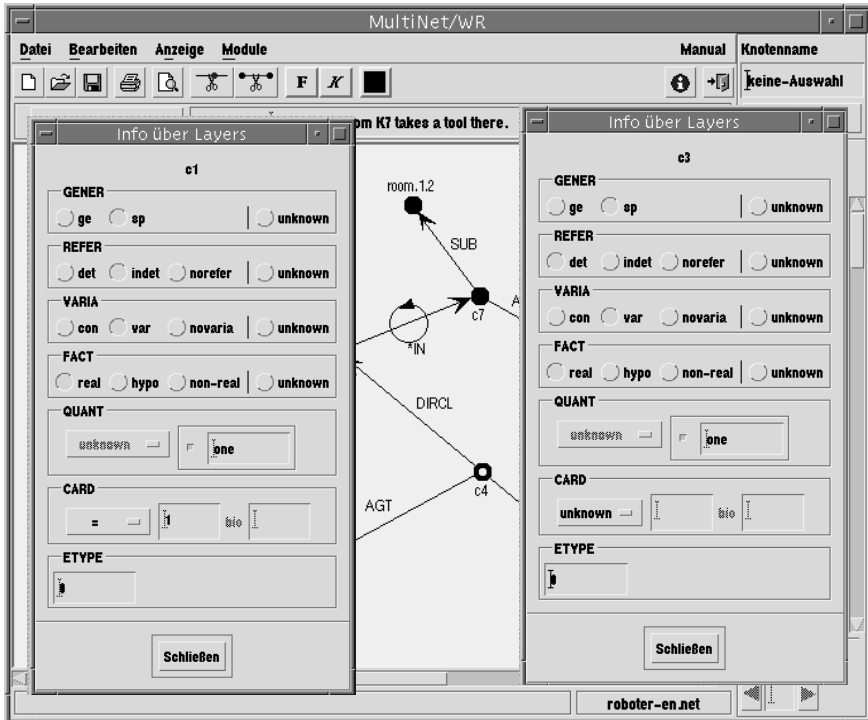 MultiNet/WR
Datei Bearbeiten Anzeige Module Manual Knotenname
F K keine-Auswahl
om K7 takes a tool there.
Info über Layers
c1
GENER
ge sp unknown
REFER
det indet norefer unknown
VARIA
con var novaria unknown
FACT
real hypo non-real unknown
QUANT
unknown one
CARD
= 1 bio
ETYPE
0
Schließen
room.1.2
SUB
A
c7
*IN
DIRCL
c4
AGT
Info über Layers
c3
GENER
ge sp unknown
REFER
det indet norefer unknown
VARIA
con var novaria unknown
FACT
real hypo non-real unknown
QUANT
unknown one
CARD
unknown bio
ETYPE
0
Schließen
roboter-en.net